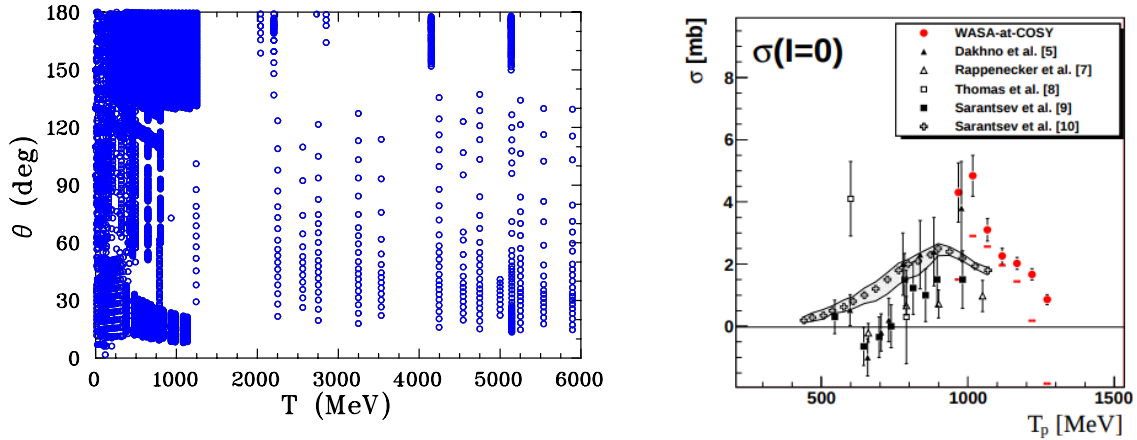 180
150
120
90
60
30
0
θ (deg)
0 1000 2000 3000 4000 5000 6000
T (MeV)
σ [mb]
8
6
4
2
0
σ(I=0)
WASA-at-COSY
Dakhno et al. [5]
Rappenecker et al. [7]
Thomas et al. [8]
Sarantsev et al. [9]
Sarantsev et al. [10]
500 1000 1500
Tp [MeV]